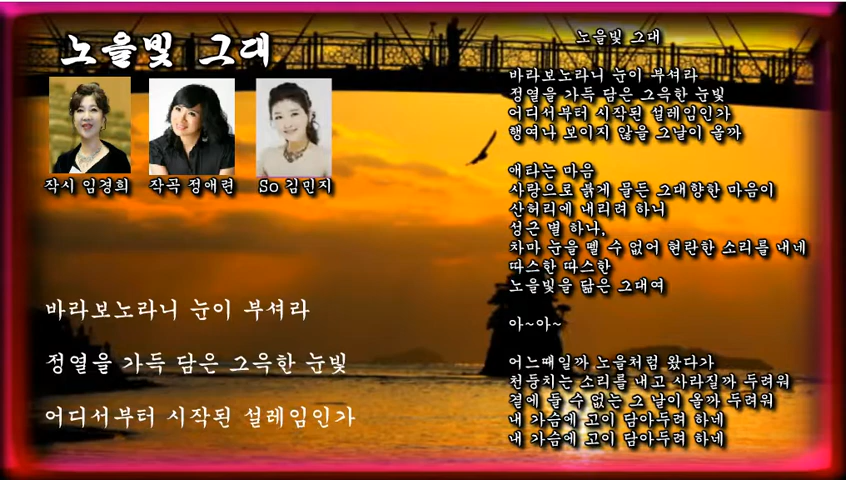 노을빛 그대
작시 임경희
작곡 정애련
So 김민지
바라보노라니 눈이 부셔라
정열을 가득 담은 그윽한 눈빛
어디서부터 시작된 설레임인가
노을빛 그대
바라보노라니 눈이 부셔라
정열을 가득 담은 그윽한 눈빛
어디서부터 시작된 설레임인가
행여나 보이지 않을 그날이 올까
애타는 마음
사랑으로 붉게 물든 그대향한 마음이
산허리에 내리려 하니
성근 별 하나,
차마 눈을 뗄 수 없어 현란한 소리를 내네
따스한 따스한
노을빛을 닮은 그대여
아~아~
어느때일까 노을처럼 왔다가
천둥치는 소리를 내고 사라질까 두려워
곁에 둘 수 없는 그 날이 올까 두려워
내 가슴에 고이 담아두려 하네
내 가슴에 고이 담아두려 하네